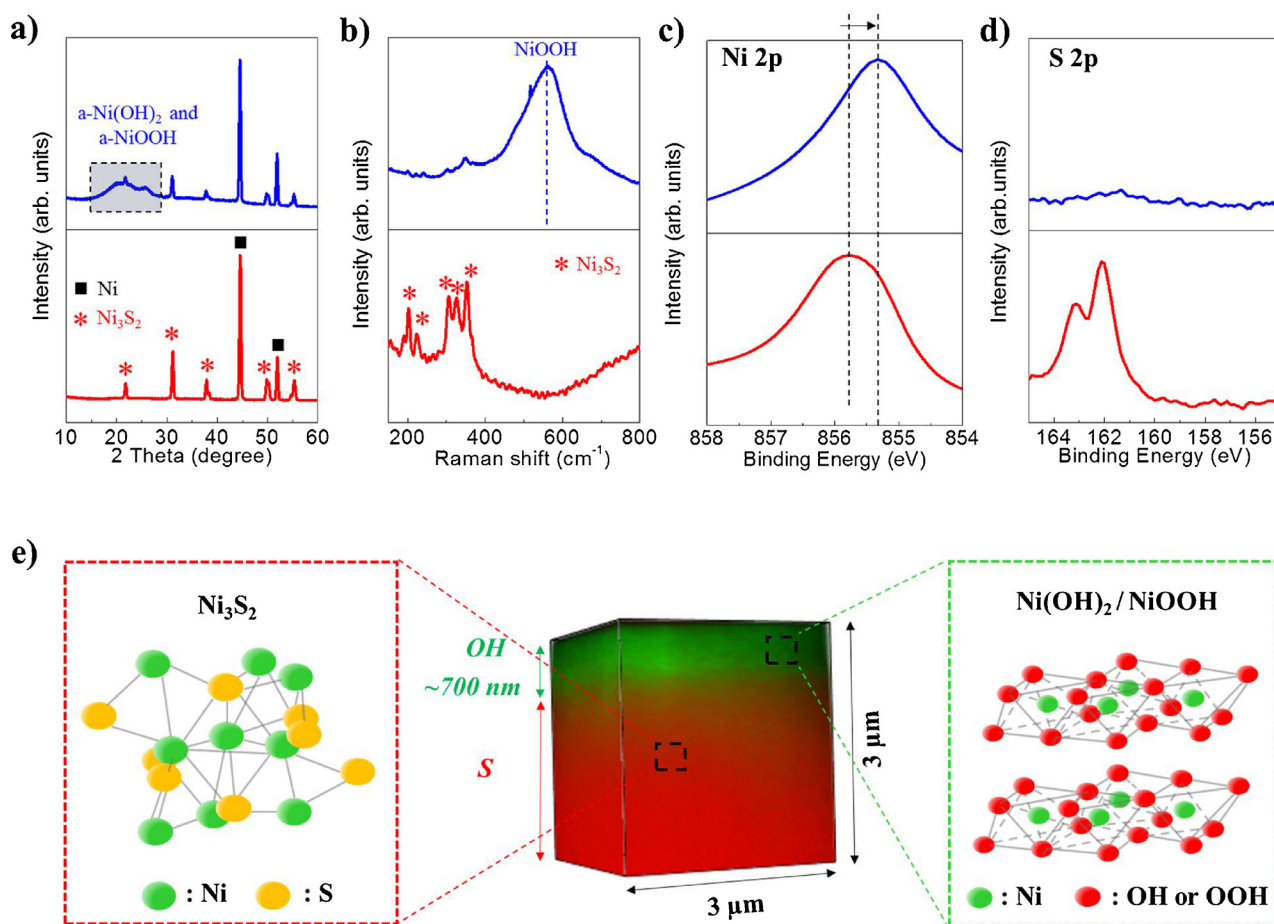 a)
Intensity (arb. units)
a-Ni(OH)₂ and
a-NiOOH
■ Ni
* Ni₃S₂
10 20 30 40 50 60
2 Theta (degree)
b)
Intensity (arb. units)
NiOOH
* Ni₃S₂
200 400 600 800
Raman shift (cm⁻¹)
c)
Intensity (arb. units)
Ni 2p
858 857 856 855 854
Binding Energy (eV)
d)
Intensity (arb.units)
S 2p
164 162 160 158 156
Binding Energy (eV)
e)
Ni₃S₂
: Ni : S
OH
~700 nm
S
3 µm
3 µm
Ni(OH)₂ / NiOOH
: Ni : OH or OOH